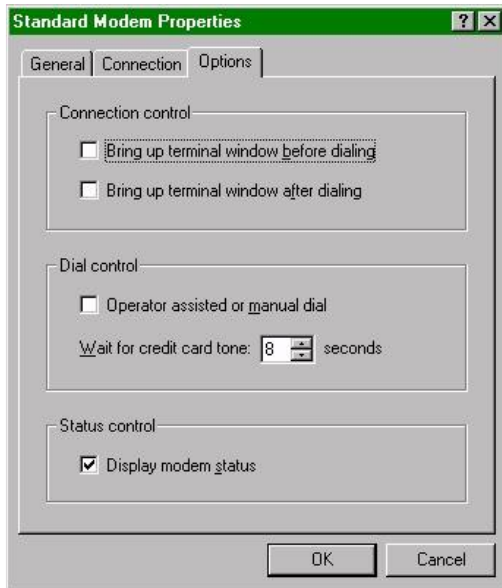 Standard Modem Properties
General Connection Options
Connection control
Bring up terminal window before dialing
Bring up terminal window after dialing
Dial control
Operator assisted or manual dial
Wait for credit card tone: 8 seconds
Status control
Display modem status
OK Cancel